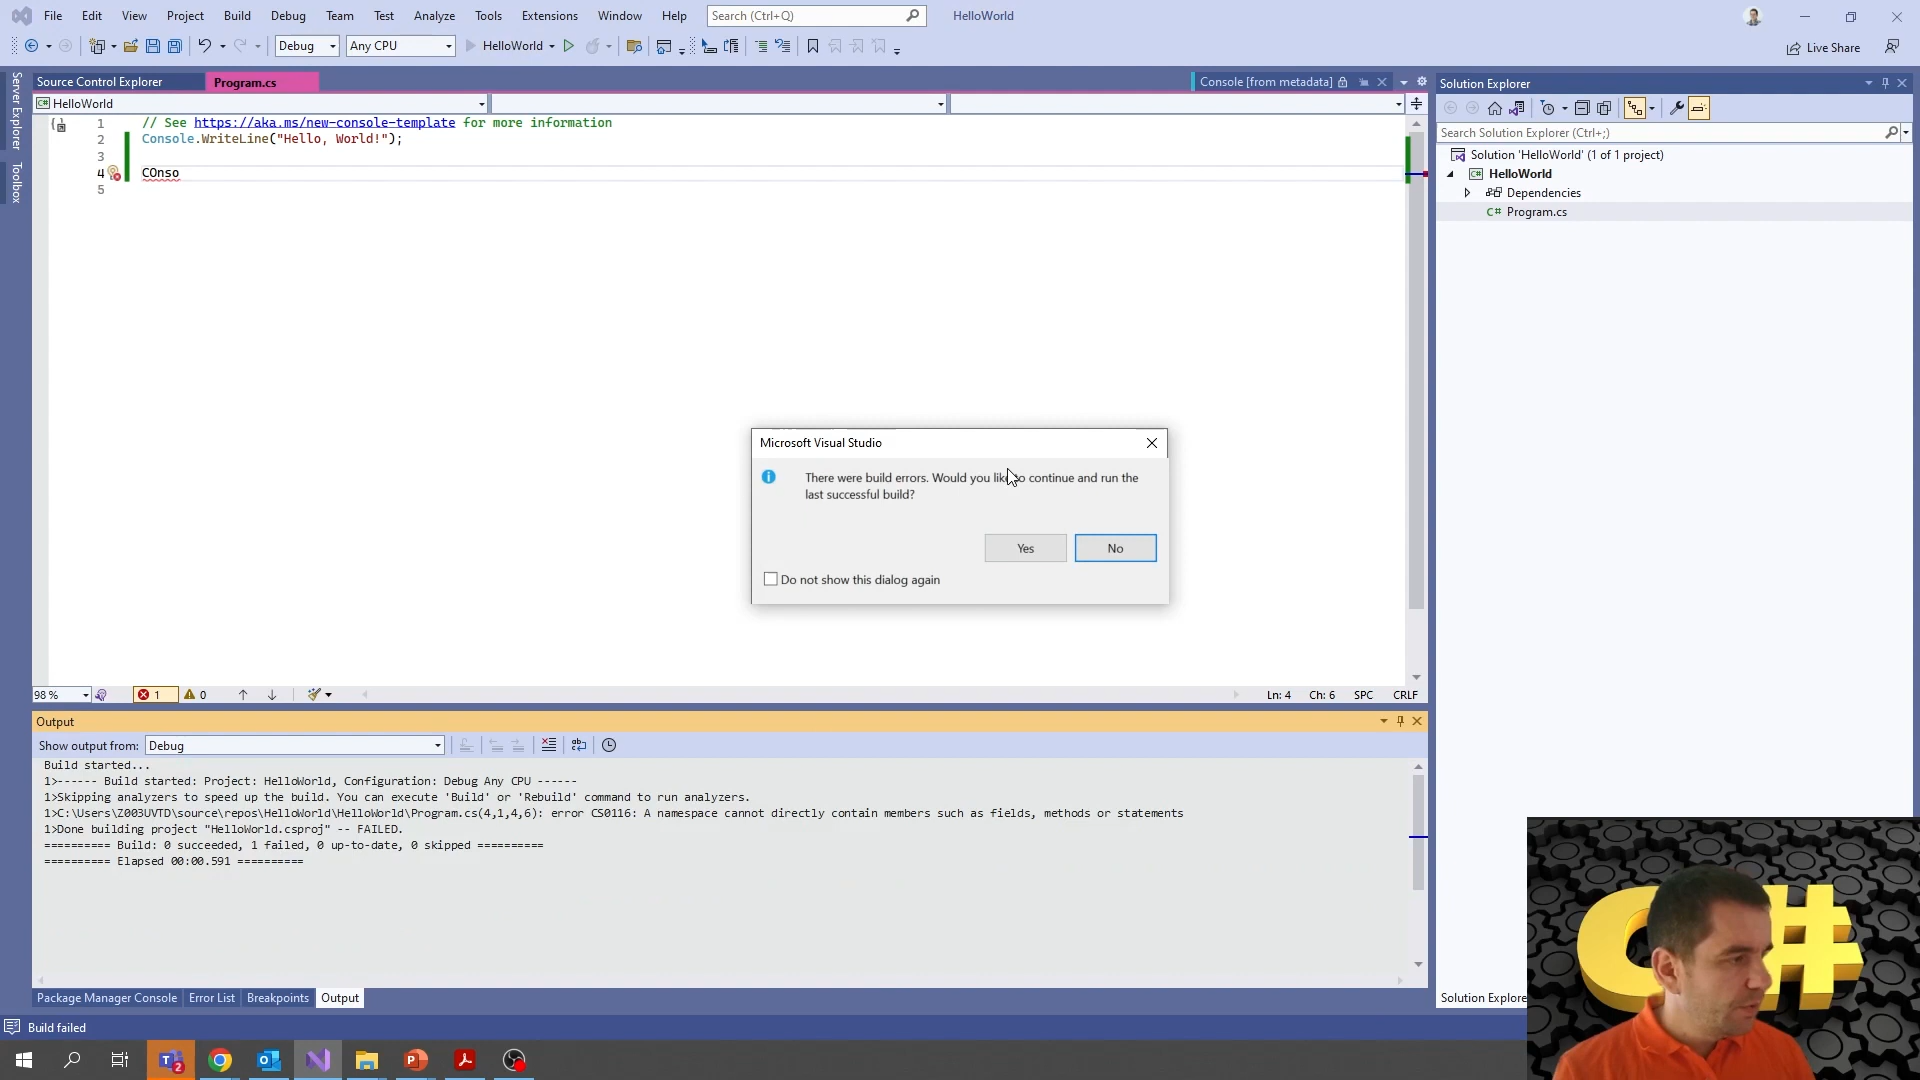 File Edit View Project Build Debug Team Test Analyze Tools Extensions Window Help Search (Ctrl+Q) HelloWorld
Debug Any CPU HelloWorld Live Share
Server Explorer
Toolbox
Source Control Explorer Program.cs Console [from metadata]
HelloWorld
1 // See https://aka.ms/new-console-template for more information
2 Console.WriteLine("Hello, World!");
3
4 COnso
5
Solution Explorer
Search Solution Explorer (Ctrl+;)
Solution 'HelloWorld' (1 of 1 project)
C# HelloWorld
Dependencies
C# Program.cs
Microsoft Visual Studio
There were build errors. Would you like to continue and run the
last successful build?
Yes No
Do not show this dialog again
98 % 1 0 Ln: 4 Ch: 6 SPC CRLF
Output
Show output from: Debug
Build started...
1>------ Build started: Project: HelloWorld, Configuration: Debug Any CPU ------
1>Skipping analyzers to speed up the build. You can execute 'Build' or 'Rebuild' command to run analyzers.
1>C:\Users\Z003UVTD\source\repos\HelloWorld\HelloWorld\Program.cs(4,1,4,6): error CS0116: A namespace cannot directly contain members such as fields, methods or statements
1>Done building project "HelloWorld.csproj" -- FAILED.
========== Build: 0 succeeded, 1 failed, 0 up-to-date, 0 skipped ==========
========== Elapsed 00:00.591 ==========
Package Manager Console Error List Breakpoints Output
Solution Explore
Build failed
C#